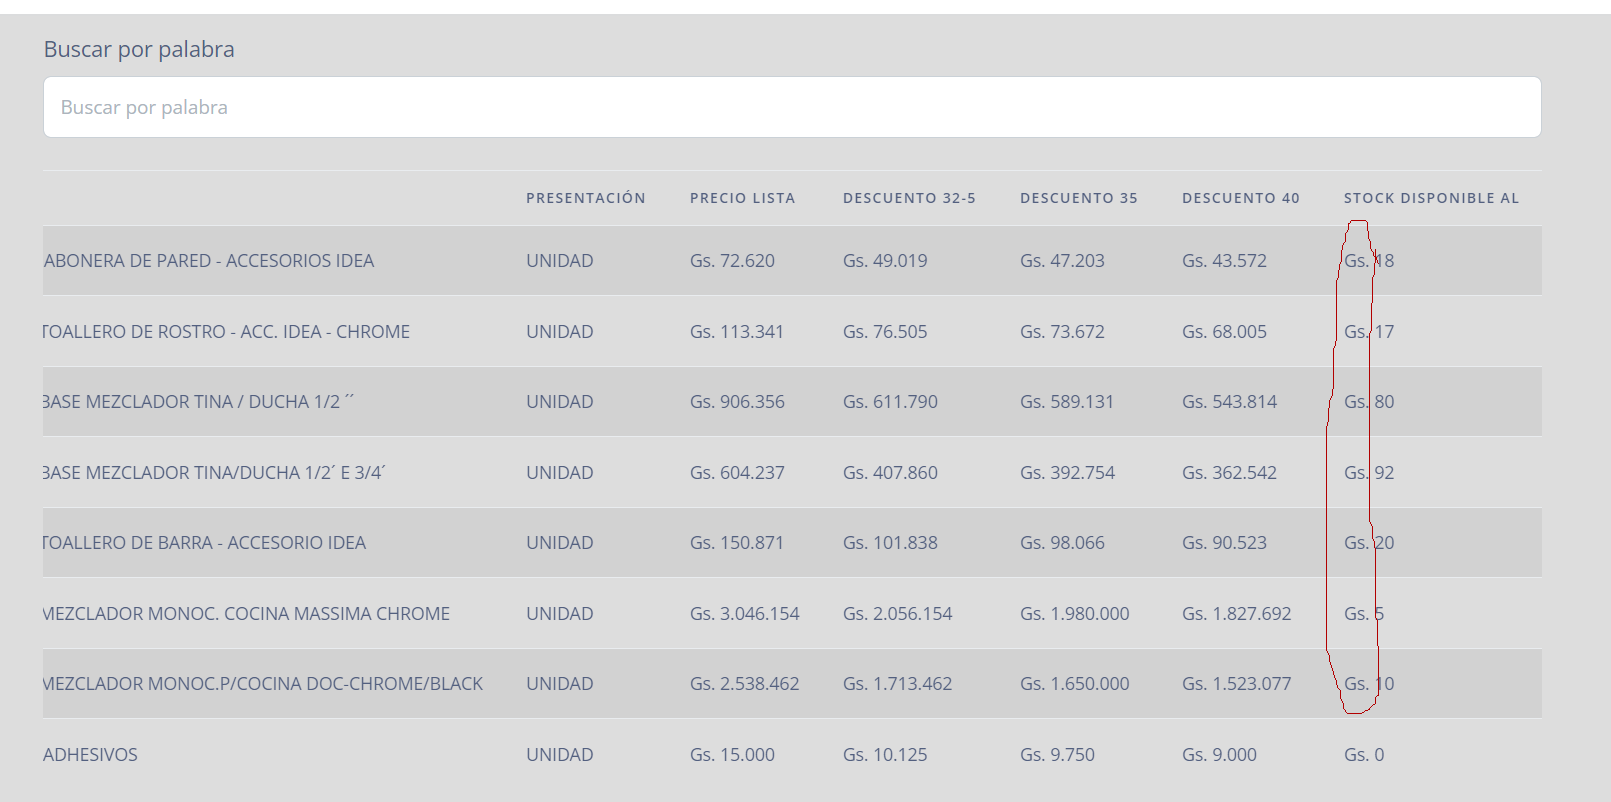 Buscar por palabra
Buscar por palabra
PRESENTACIÓN PRECIO LISTA DESCUENTO 32-5 DESCUENTO 35 DESCUENTO 40 STOCK DISPONIBLE AL
ABONERA DE PARED - ACCESORIOS IDEA UNIDAD Gs. 72.620 Gs. 49.019 Gs. 47.203 Gs. 43.572 Gs. 18
TOALLERO DE ROSTRO - ACC. IDEA - CHROME UNIDAD Gs. 113.341 Gs. 76.505 Gs. 73.672 Gs. 68.005 Gs. 17
BASE MEZCLADOR TINA / DUCHA 1/2 ´´ UNIDAD Gs. 906.356 Gs. 611.790 Gs. 589.131 Gs. 543.814 Gs. 80
BASE MEZCLADOR TINA/DUCHA 1/2´ E 3/4´ UNIDAD Gs. 604.237 Gs. 407.860 Gs. 392.754 Gs. 362.542 Gs. 92
TOALLERO DE BARRA - ACCESORIO IDEA UNIDAD Gs. 150.871 Gs. 101.838 Gs. 98.066 Gs. 90.523 Gs. 20
MEZCLADOR MONOC. COCINA MASSIMA CHROME UNIDAD Gs. 3.046.154 Gs. 2.056.154 Gs. 1.980.000 Gs. 1.827.692 Gs. 5
MEZCLADOR MONOC.P/COCINA DOC-CHROME/BLACK UNIDAD Gs. 2.538.462 Gs. 1.713.462 Gs. 1.650.000 Gs. 1.523.077 Gs. 10
ADHESIVOS UNIDAD Gs. 15.000 Gs. 10.125 Gs. 9.750 Gs. 9.000 Gs. 0